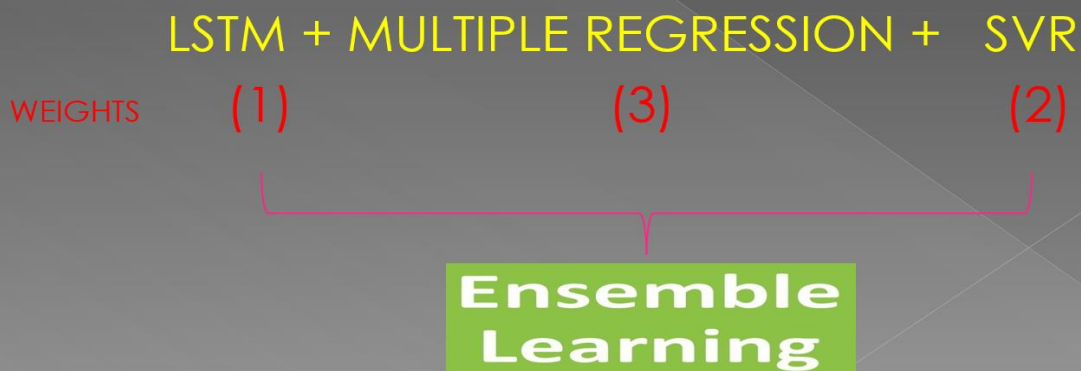 LSTM + MULTIPLE REGRESSION + SVR
WEIGHTS (1) (3) (2)
Ensemble
Learning